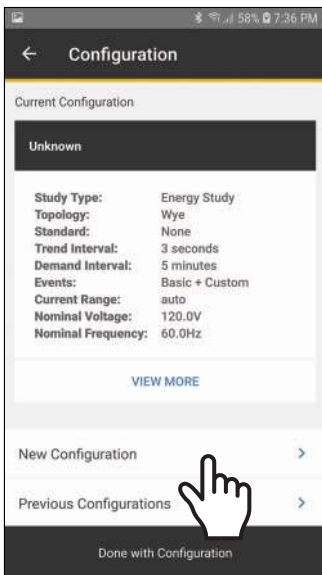 58% 7:36 PM
Configuration
Current Configuration
Unknown
Study Type: Energy Study
Topology: Wye
Standard: None
Trend Interval: 3 seconds
Demand Interval: 5 minutes
Events: Basic + Custom
Current Range: auto
Nominal Voltage: 120.0V
Nominal Frequency: 60.0Hz
VIEW MORE
New Configuration
Previous Configurations
Done with Configuration